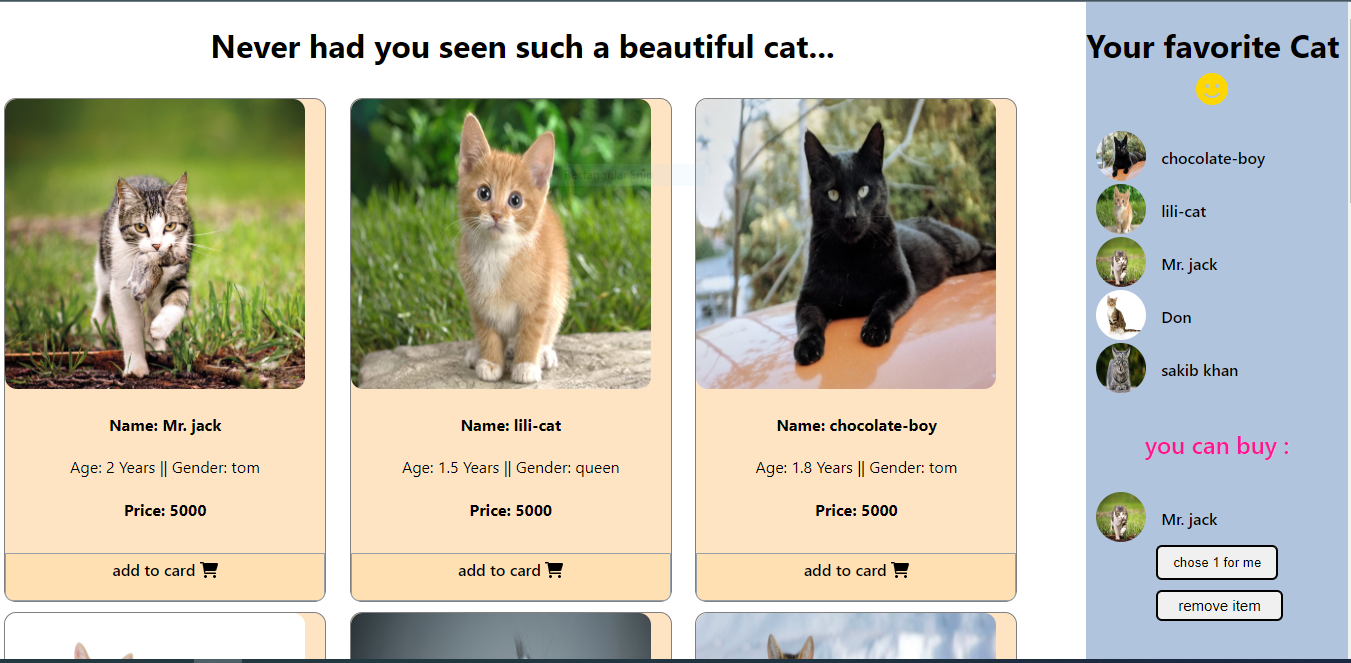 Never had you seen such a beautiful cat...
Name: Mr. jack
Age: 2 Years || Gender: tom
Price: 5000
add to card
Name: lili-cat
Age: 1.5 Years || Gender: queen
Price: 5000
add to card
Name: chocolate-boy
Age: 1.8 Years || Gender: tom
Price: 5000
add to card
Your favorite Cat
chocolate-boy
lili-cat
Mr. jack
Don
sakib khan
you can buy :
Mr. jack
chose 1 for me
remove item